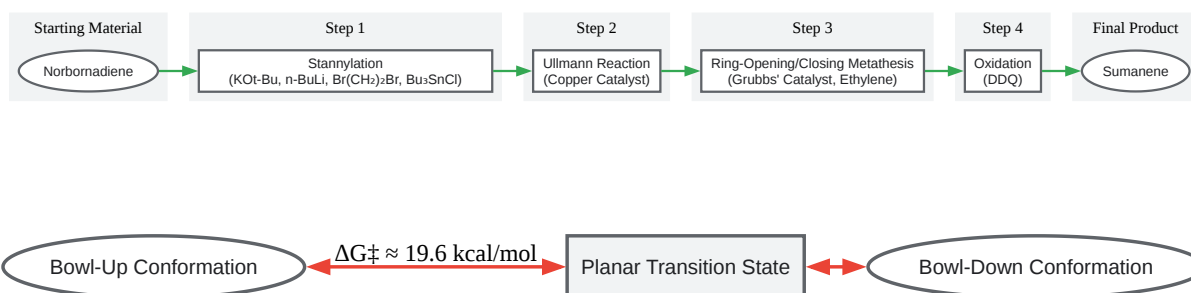 Starting Material
Step 1
Step 2
Step 3
Step 4
Final Product
Norbornadiene
Stannylation
(KOt-Bu, n-BuLi, Br(CH₂)₂Br, Bu₃SnCl)
Ullmann Reaction
(Copper Catalyst)
Ring-Opening/Closing Metathesis
(Grubbs' Catalyst, Ethylene)
Oxidation
(DDQ)
Sumanene
Bowl-Up Conformation
ΔG‡ ≈ 19.6 kcal/mol
Planar Transition State
Bowl-Down Conformation